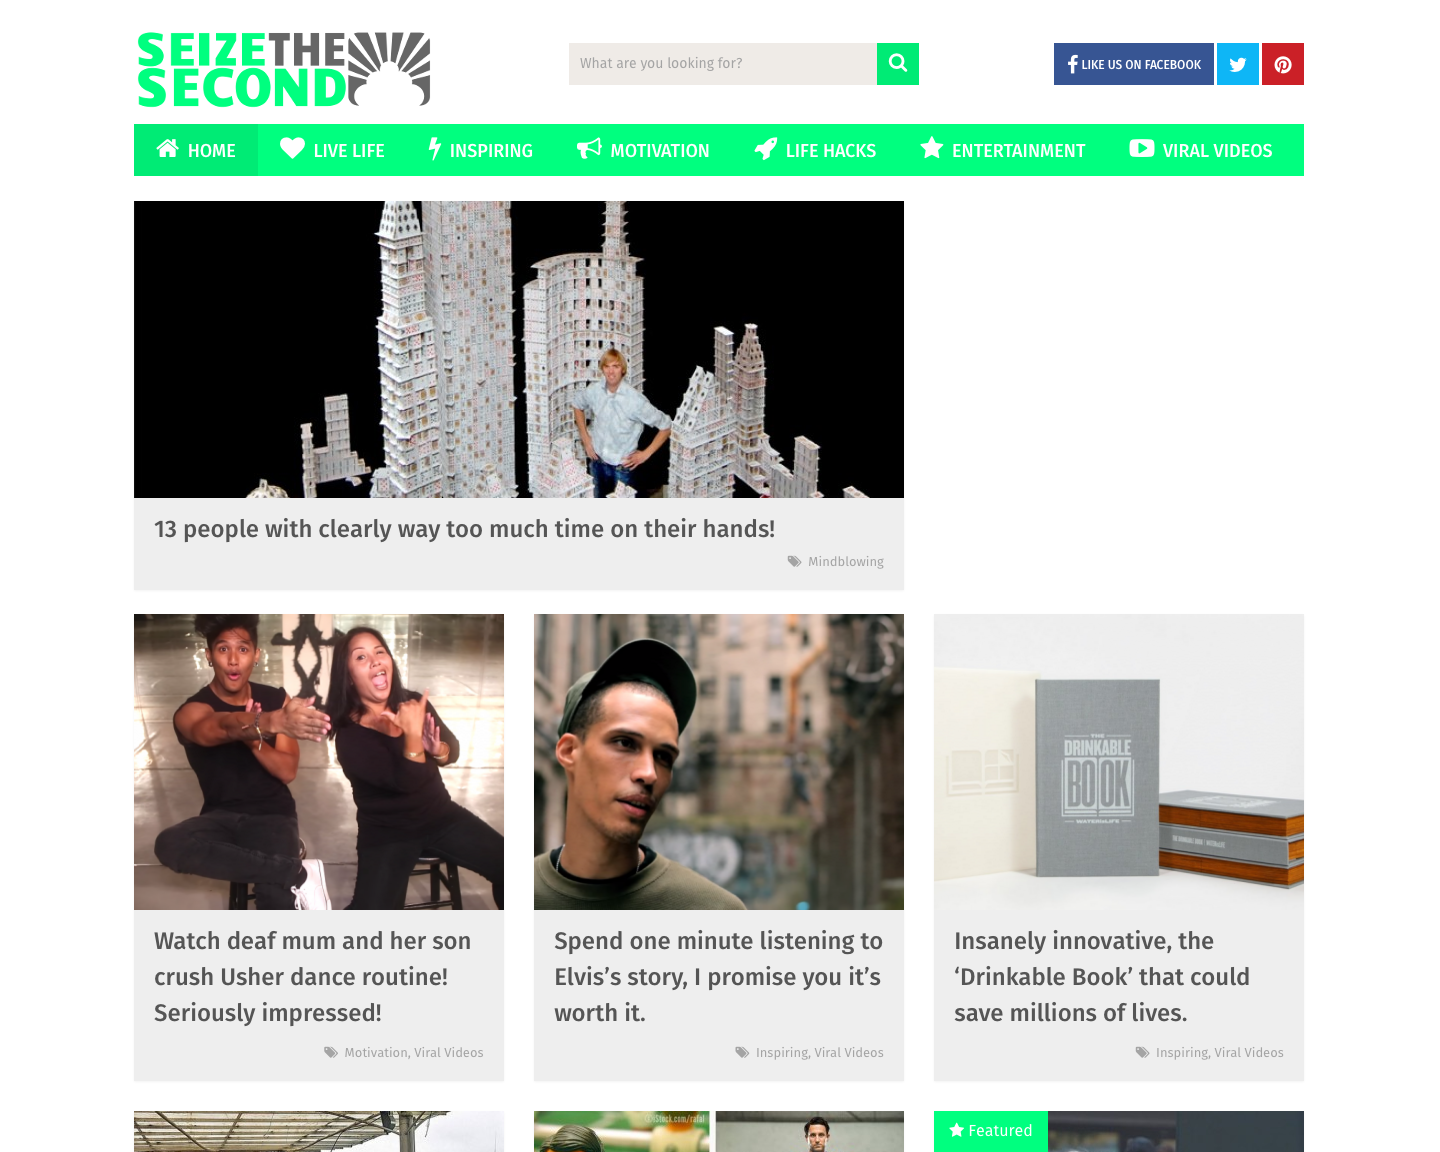 SEIZETHE
SECOND
What are you looking for?
LIKE US ON FACEBOOK
HOME
LIVE LIFE
INSPIRING
MOTIVATION
LIFE HACKS
ENTERTAINMENT
VIRAL VIDEOS
13 people with clearly way too much time on their hands!
Mindblowing
THE
DRINKABLE
BOOK
WATERisLIFE
Watch deaf mum and her son
crush Usher dance routine!
Seriously impressed!
Motivation, Viral Videos
Spend one minute listening to
Elvis’s story, I promise you it’s
worth it.
Inspiring, Viral Videos
Insanely innovative, the
‘Drinkable Book’ that could
save millions of lives.
Inspiring, Viral Videos
Featured